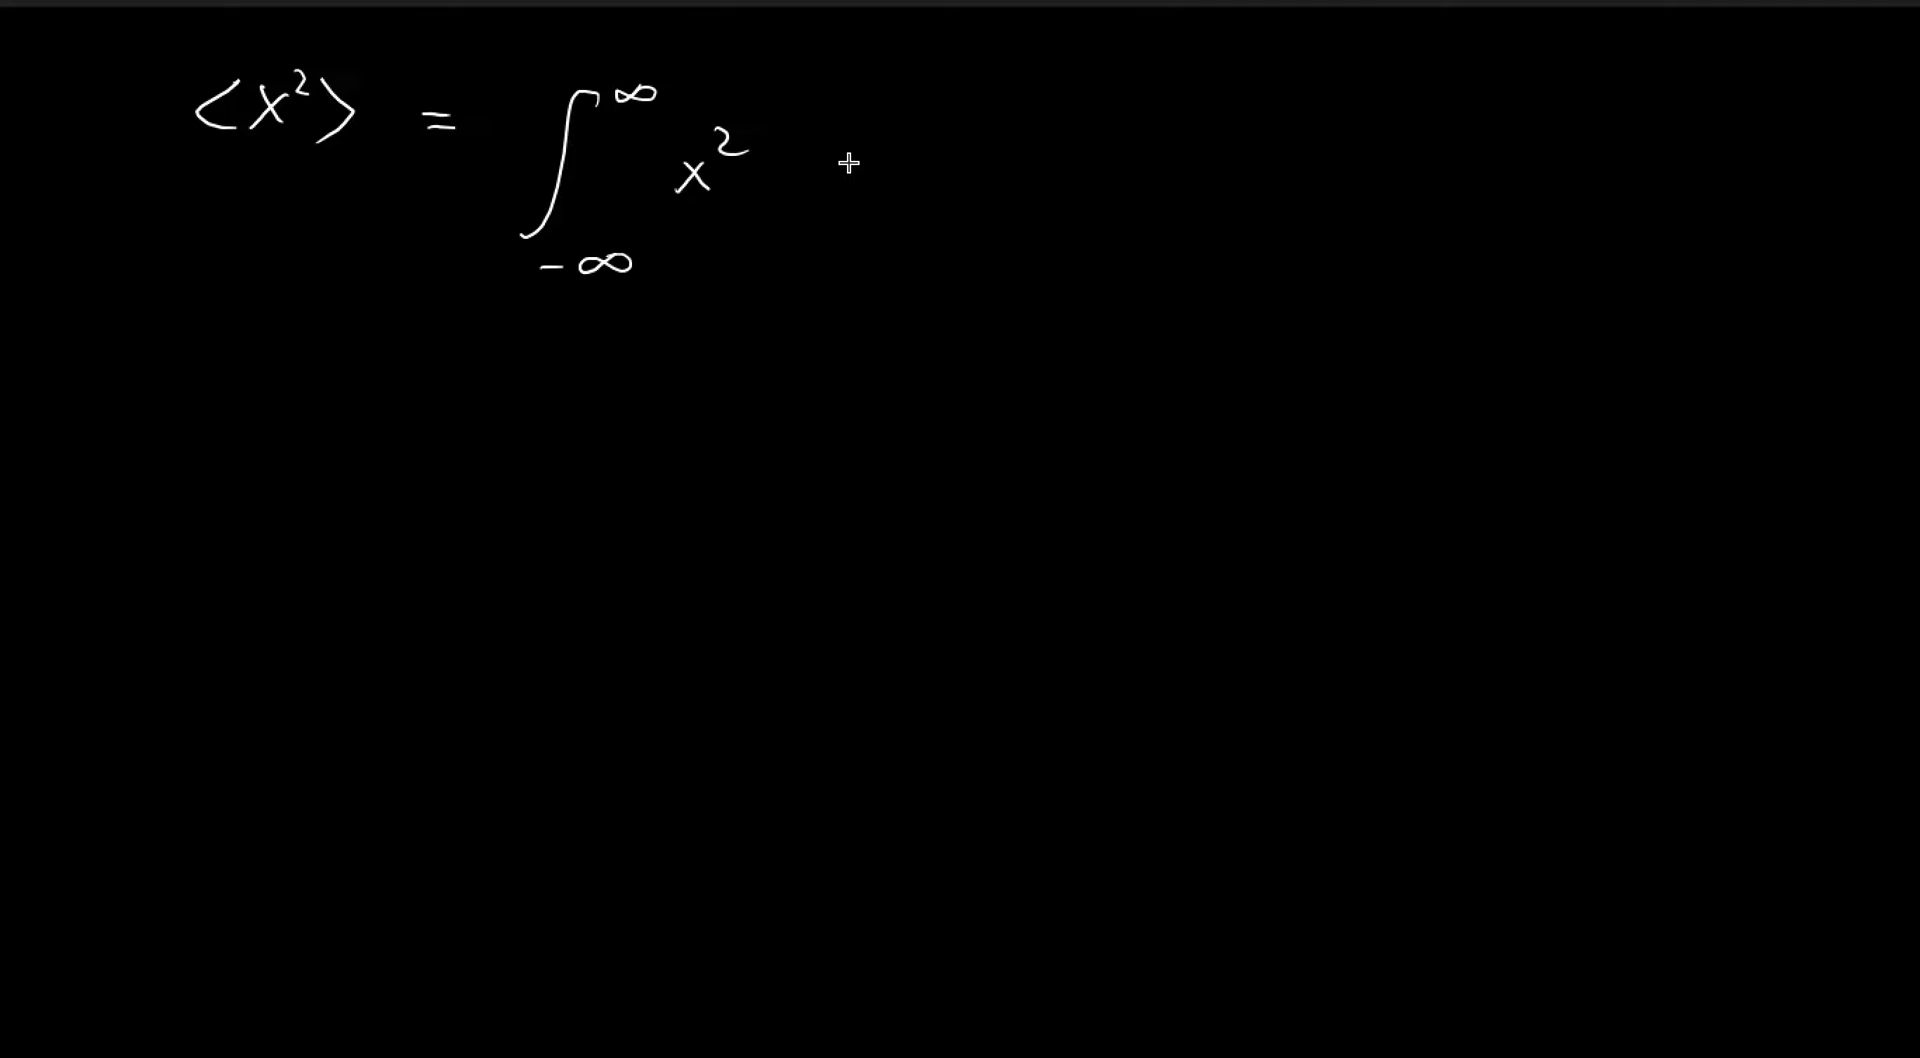 ⟨x²⟩ = ∫_{-∞}^{∞} x²